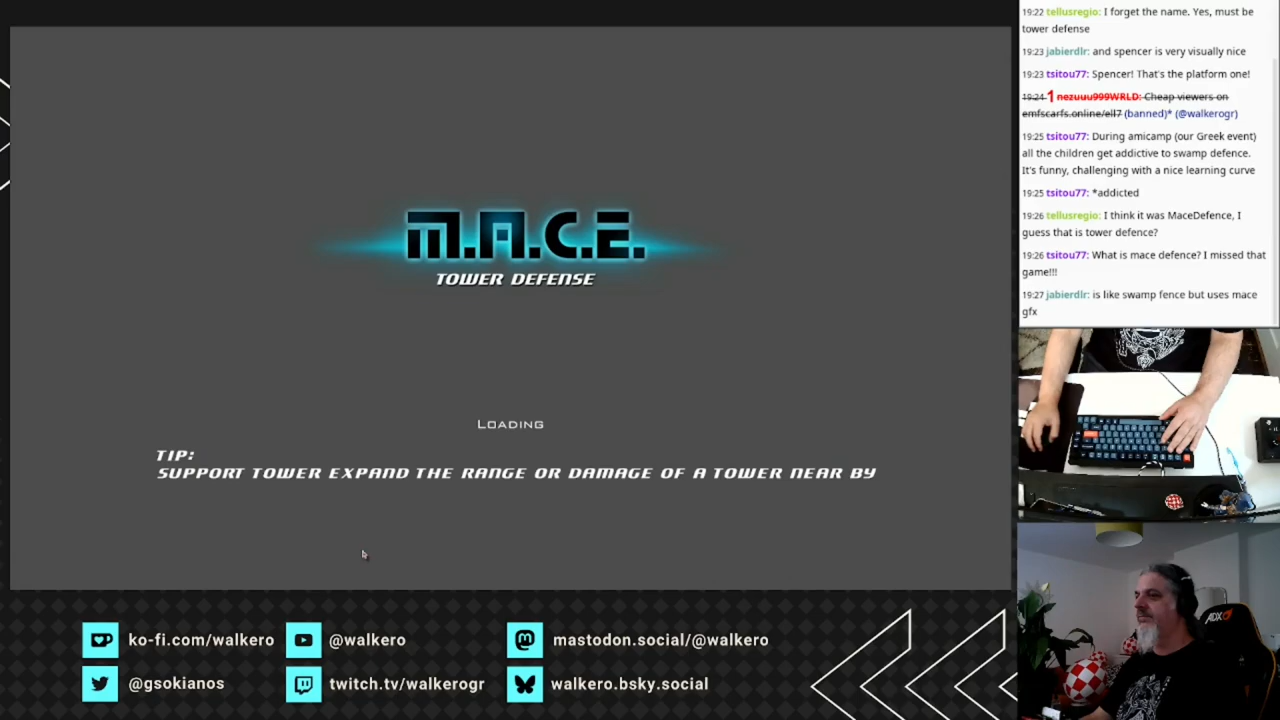 M.A.C.E.
TOWER DEFENSE
LOADING
TIP:
SUPPORT TOWER EXPAND THE RANGE OR DAMAGE OF A TOWER NEAR BY
19:22 tellusregio: I forget the name. Yes, must be
tower defense
19:23 jabierdlr: and spencer is very visually nice
19:23 tsitou77: Spencer! That's the platform one!
19:24 1 nezuuu999WRLD: Cheap viewers on
emfscarfs.online/ell7 (banned)* (@walkerogr)
19:25 tsitou77: During amicamp (our Greek event)
all the children get addictive to swamp defence.
It's funny, challenging with a nice learning curve
19:25 tsitou77: *addicted
19:26 tellusregio: I think it was MaceDefence, I
guess that is tower defence?
19:26 tsitou77: What is mace defence? I missed that
game!!!
19:27 jabierdlr: is like swamp fence but uses mace
gfx
ADX
ko-fi.com/walkero
@walkero
mastodon.social/@walkero
@gsokianos
twitch.tv/walkerogr
walkero.bsky.social